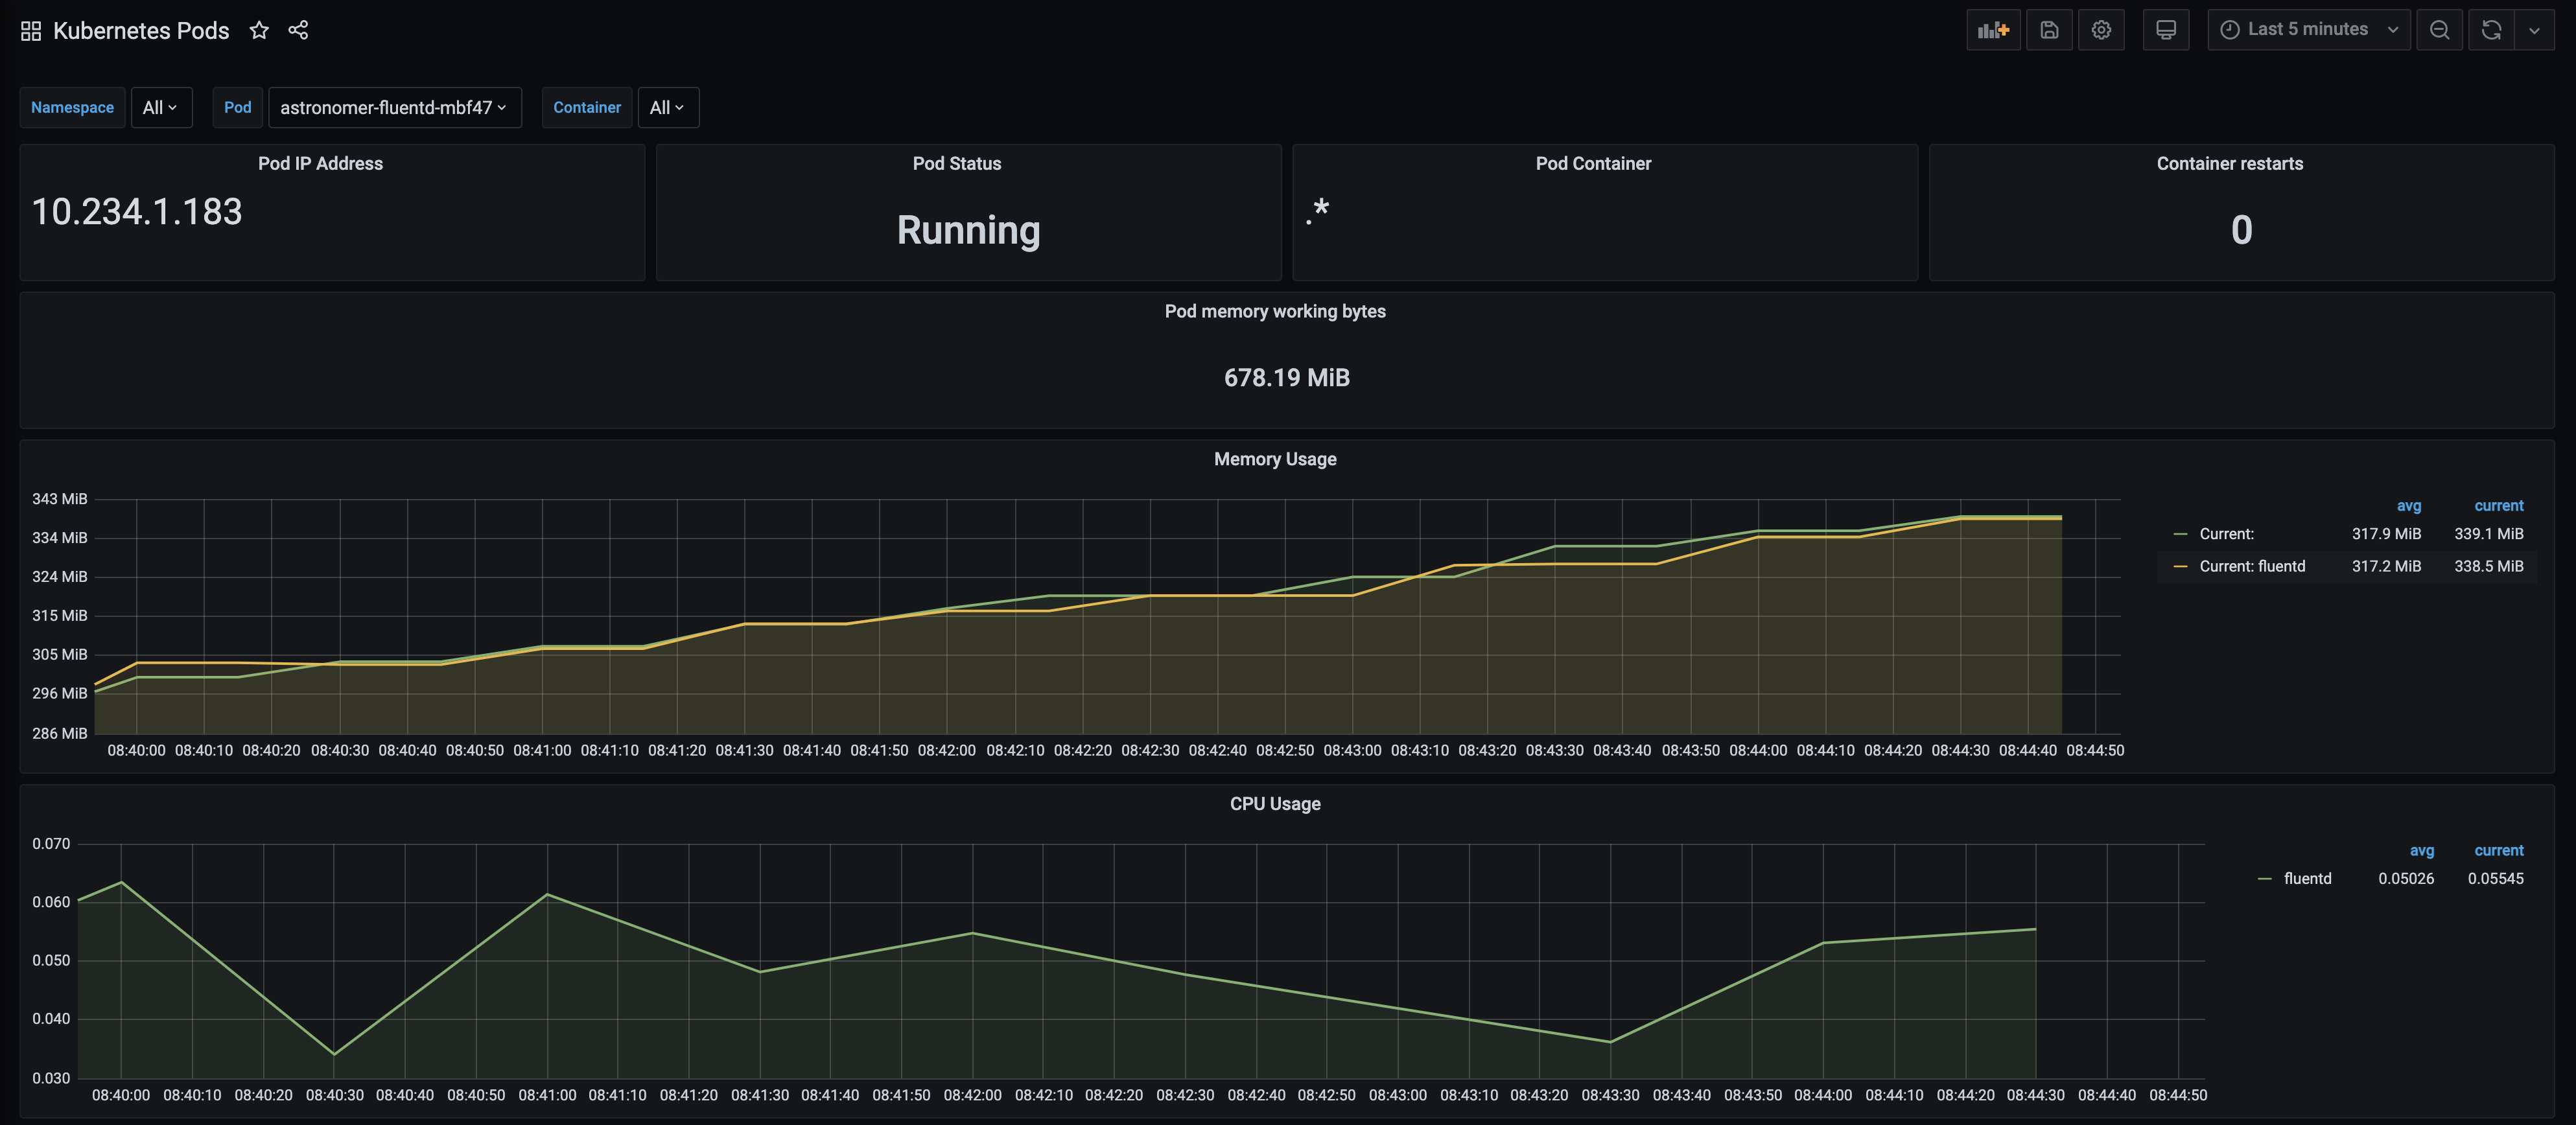 Kubernetes Pods
Last 5 minutes
Namespace All Pod astronomer-fluentd-mbf47 Container All
Pod IP Address
10.234.1.183
Pod Status
Running
Pod Container
.*
Container restarts
0
Pod memory working bytes
678.19 MiB
Memory Usage
343 MiB
334 MiB
324 MiB
315 MiB
305 MiB
296 MiB
286 MiB
08:40:00 08:40:10 08:40:20 08:40:30 08:40:40 08:40:50 08:41:00 08:41:10 08:41:20 08:41:30 08:41:40 08:41:50 08:42:00 08:42:10 08:42:20 08:42:30 08:42:40 08:42:50 08:43:00 08:43:10 08:43:20 08:43:30 08:43:40 08:43:50 08:44:00 08:44:10 08:44:20 08:44:30 08:44:40 08:44:50
avg current
Current: 317.9 MiB 339.1 MiB
Current: fluentd 317.2 MiB 338.5 MiB
CPU Usage
0.070
0.060
0.050
0.040
0.030
08:40:00 08:40:10 08:40:20 08:40:30 08:40:40 08:40:50 08:41:00 08:41:10 08:41:20 08:41:30 08:41:40 08:41:50 08:42:00 08:42:10 08:42:20 08:42:30 08:42:40 08:42:50 08:43:00 08:43:10 08:43:20 08:43:30 08:43:40 08:43:50 08:44:00 08:44:10 08:44:20 08:44:30 08:44:40 08:44:50
avg current
fluentd 0.05026 0.05545